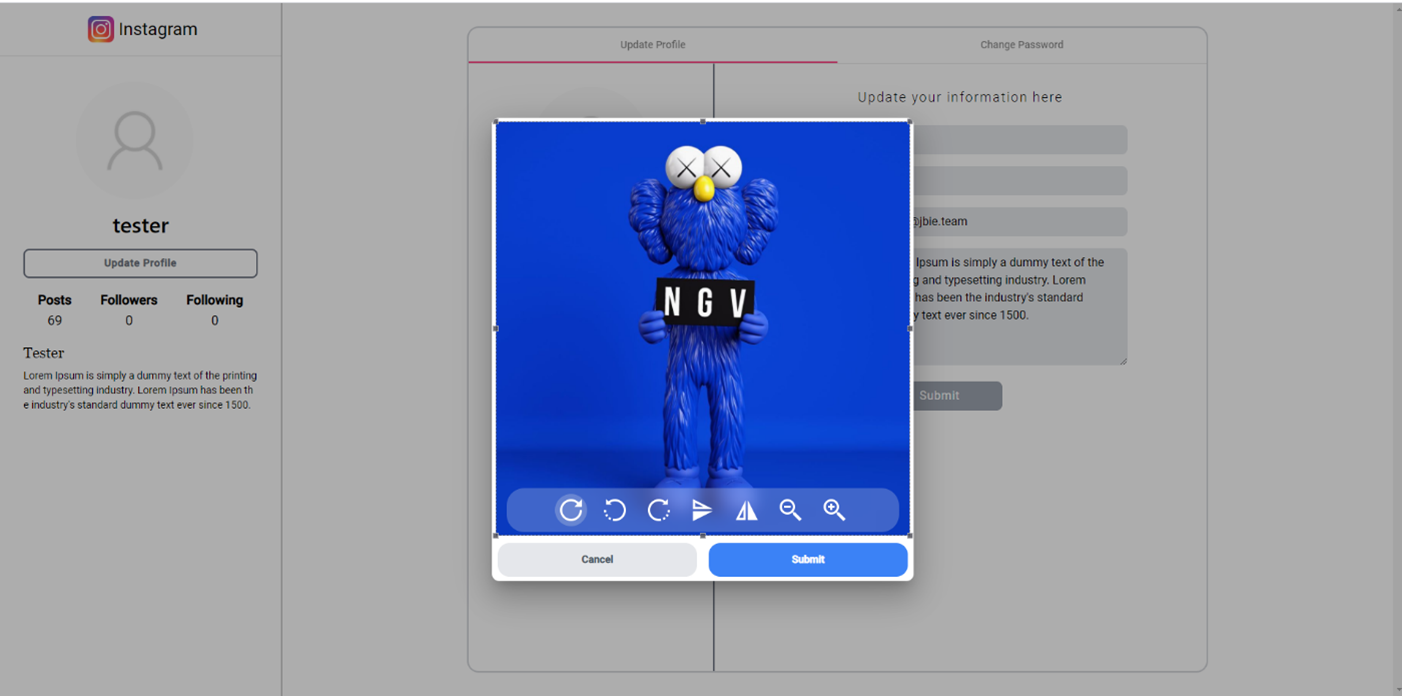 Instagram
tester
Update Profile
Posts
Followers
Following
69
0
0
Tester
Lorem Ipsum is simply a dummy text of the printing
and typesetting industry. Lorem Ipsum has been th
e industry's standard dummy text ever since 1500.
Update Profile
Change Password
Update your information here
@jbie.team
Ipsum is simply a dummy text of the
g and typesetting industry. Lorem
has been the industry's standard
y text ever since 1500.
Submit
NGV
Cancel
Submit